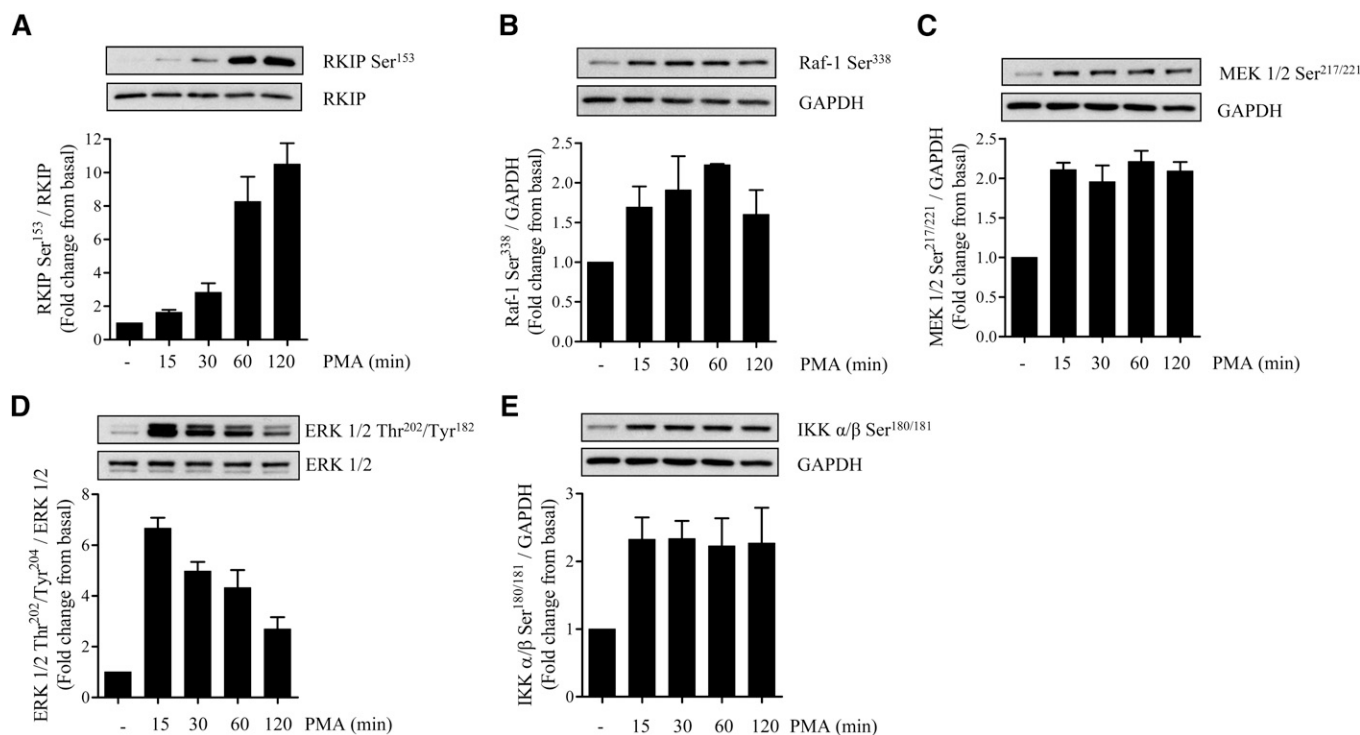 A
RKIP Ser¹⁵³
RKIP
12
10
8
6
4
2
0
RKIP Ser¹⁵³ / RKIP
(Fold change from basal)
- 15 30 60 120 PMA (min)
B
Raf-1 Ser³³⁸
GAPDH
2.5
2.0
1.5
1.0
0.5
0.0
Raf-1 Ser³³⁸ / GAPDH
(Fold change from basal)
- 15 30 60 120 PMA (min)
C
MEK 1/2 Ser²¹⁷/²²¹
GAPDH
2.5
2.0
1.5
1.0
0.5
0.0
MEK 1/2 Ser²¹⁷/²²¹ / GAPDH
(Fold change from basal)
- 15 30 60 120 PMA (min)
D
ERK 1/2 Thr²⁰²/Tyr¹⁸²
ERK 1/2
8
6
4
2
0
ERK 1/2 Thr²⁰²/Tyr²⁰⁴ / ERK 1/2
(Fold change from basal)
- 15 30 60 120 PMA (min)
E
IKK α/β Ser¹⁸⁰/¹⁸¹
GAPDH
3
2
1
0
IKK α/β Ser¹⁸⁰/¹⁸¹ / GAPDH
(Fold change from basal)
- 15 30 60 120 PMA (min)